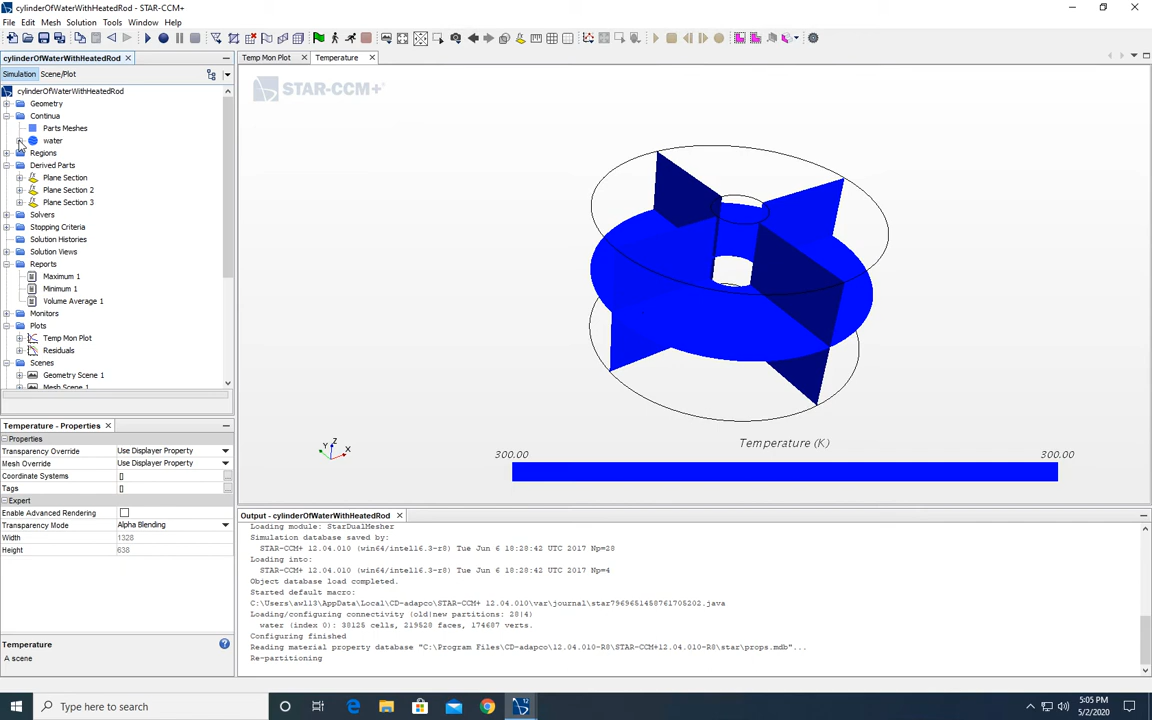 cylinderOfWaterWithHeatedRod - STAR-CCM+
File Edit Mesh Solution Tools Macro Window Help
cylinderOfWaterWithHeatedRod
Simulation Scene/Plot
cylinderOfWaterWithHeatedRod
Geometry
Continua
Parts Meshes
water
Regions
Derived Parts
Plane Section
Plane Section 2
Plane Section 3
Solvers
Stopping Criteria
Solution Histories
Solution Views
Reports
Maximum 1
Minimum 1
Volume Average 1
Monitors
Plots
Temp Mon Plot
Residuals
Scenes
Geometry Scene 1
Mesh Scene 1
Temperature - Properties
Properties
Transparency Override Use Displayer Property
Mesh Override Use Displayer Property
Coordinate Systems []
Tags []
Expert
Enable Advanced Rendering
Transparency Mode Alpha Blending
Width 1328
Height 638
Temperature
A scene
Temp Mon Plot Temperature
STAR-CCM+
Z
Y X
Temperature (K)
300.00 300.00
Output - cylinderOfWaterWithHeatedRod
Loading module: StarDualMesher
Simulation database saved by:
STAR-CCM+ 12.04.010 (win64/intel16.3-r8) Tue Jun 6 18:28:42 UTC 2017 Np=28
Loading into:
STAR-CCM+ 12.04.010 (win64/intel16.3-r8) Tue Jun 6 18:28:42 UTC 2017 Np=4
Object database load completed.
Started default macro:
C:\Users\awl13\AppData\Local\CD-adapco\STAR-CCM+ 12.04.010\var\journal\star7969651458761705202.java
Loading/configuring connectivity (old|new partitions: 28|4)
water (index 0): 38125 cells, 219528 faces, 174687 verts.
Configuring finished
Reading material property database "C:\Program Files\CD-adapco\12.04.010-R8\STAR-CCM+12.04.010-R8\star\props.mdb"...
Re-partitioning
Type here to search
12
5:05 PM
5/2/2020